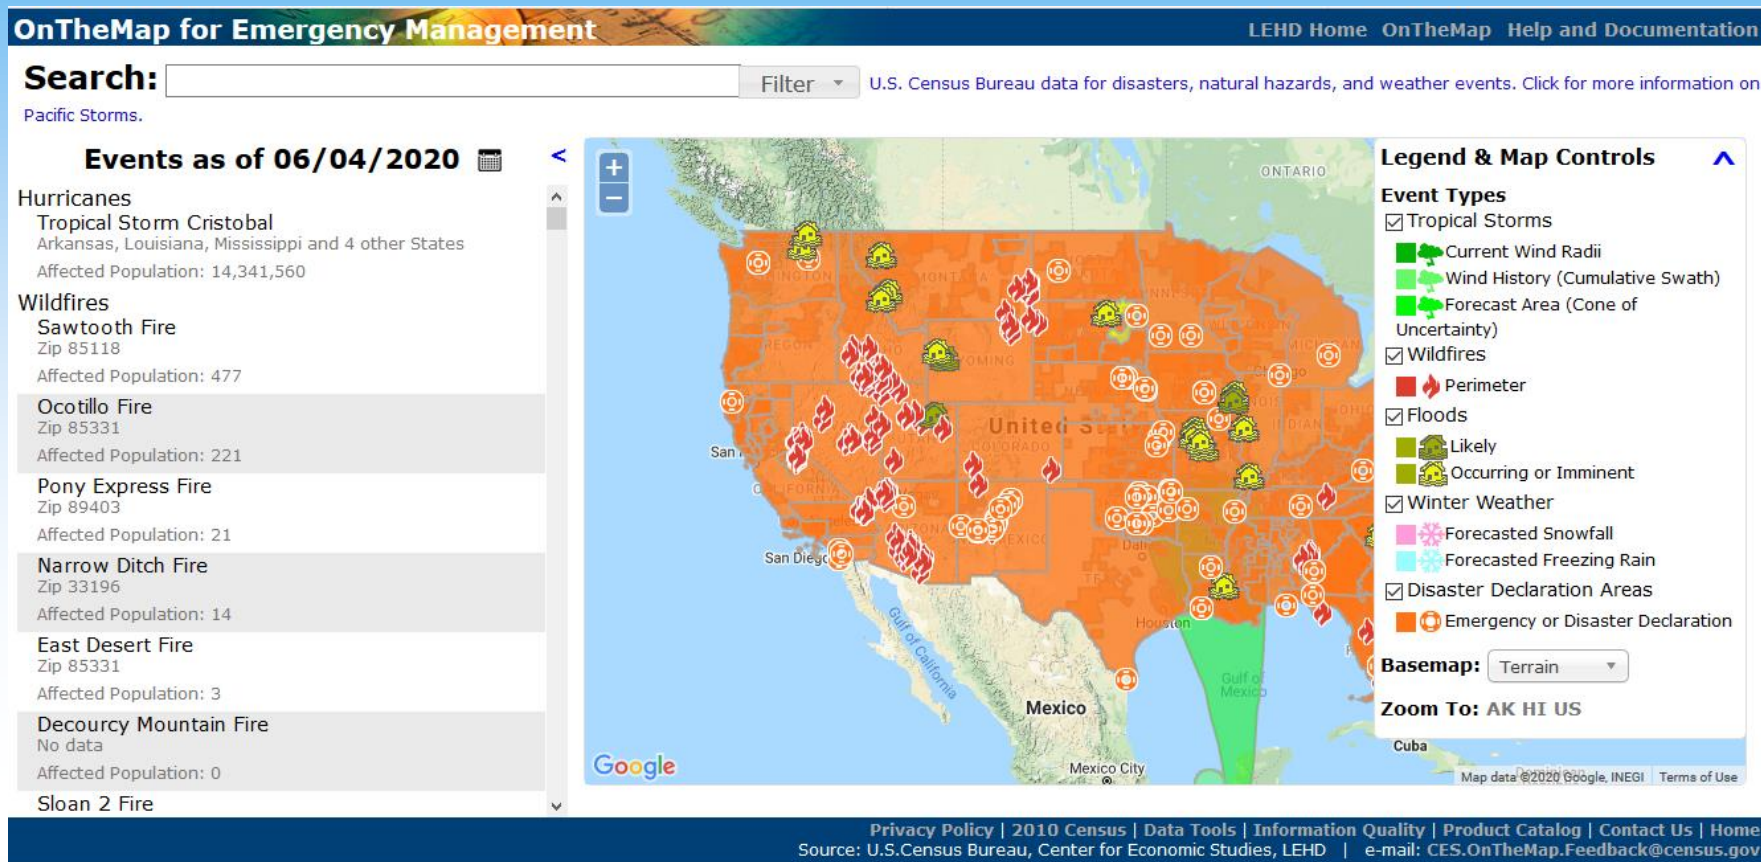 OnTheMap for Emergency Management
LEHD Home OnTheMap Help and Documentation
Search:
Filter
U.S. Census Bureau data for disasters, natural hazards, and weather events. Click for more information on
Pacific Storms.
Events as of 06/04/2020
<
Hurricanes
Tropical Storm Cristobal
Arkansas, Louisiana, Mississippi and 4 other States
Affected Population: 14,341,560
Wildfires
Sawtooth Fire
Zip 85118
Affected Population: 477
Ocotillo Fire
Zip 85331
Affected Population: 221
Pony Express Fire
Zip 89403
Affected Population: 21
Narrow Ditch Fire
Zip 33196
Affected Population: 14
East Desert Fire
Zip 85331
Affected Population: 3
Decourcy Mountain Fire
No data
Affected Population: 0
Sloan 2 Fire
+
−
ONTARIO
MONTANA
United
COLORADO
San Diego
Houston
Gulf of California
Gulf of
Mexico
Mexico
Mexico City
Cuba
Google
Map data ©2020 Google, INEGI
Terms of Use
Legend & Map Controls
Event Types
Tropical Storms
Current Wind Radii
Wind History (Cumulative Swath)
Forecast Area (Cone of
Uncertainty)
Wildfires
Perimeter
Floods
Likely
Occurring or Imminent
Winter Weather
Forecasted Snowfall
Forecasted Freezing Rain
Disaster Declaration Areas
Emergency or Disaster Declaration
Basemap: Terrain
Zoom To: AK HI US
Privacy Policy | 2010 Census | Data Tools | Information Quality | Product Catalog | Contact Us | Home
Source: U.S.Census Bureau, Center for Economic Studies, LEHD | e-mail: CES.OnTheMap.Feedback@census.gov